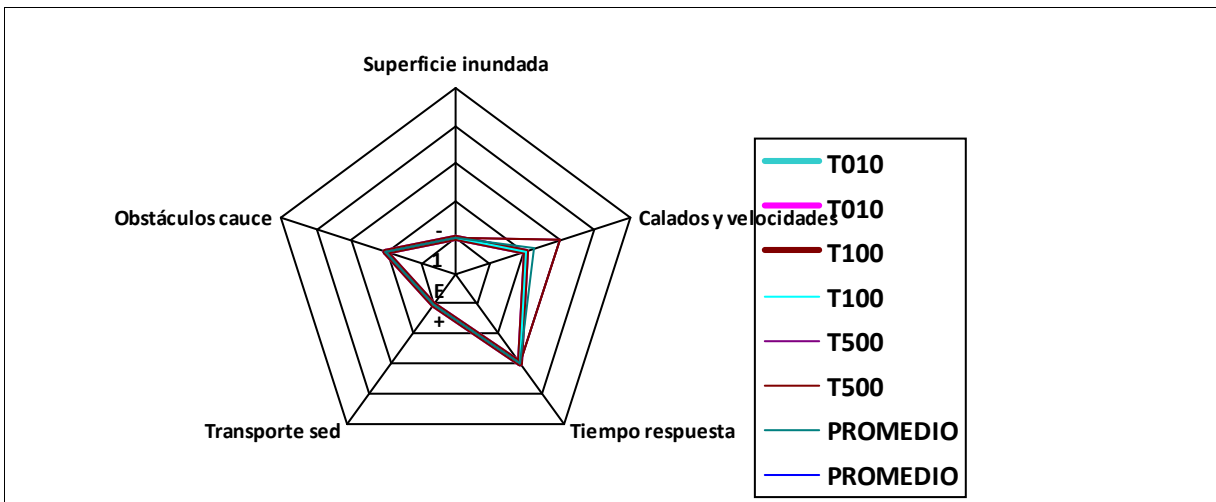 Superficie inundada
Obstáculos cauce
Calados y velocidades
-
1
E
+
Transporte sed
Tiempo respuesta
T010
T010
T100
T100
T500
T500
PROMEDIO
PROMEDIO